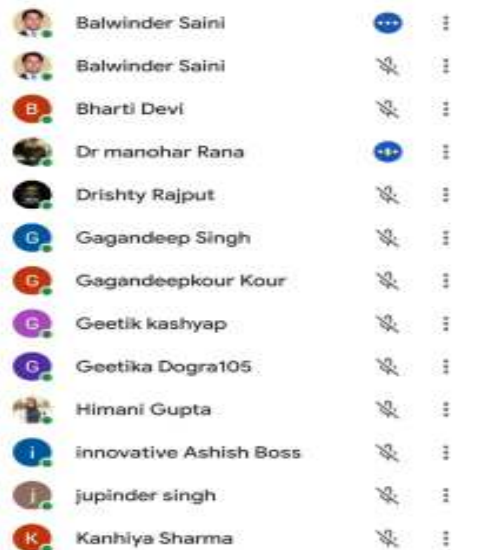 Balwinder Saini
Balwinder Saini
B Bharti Devi
Dr manohar Rana
Drishty Rajput
G Gagandeep Singh
G Gagandeepkour Kour
G Geetik kashyap
G Geetika Dogra105
Himani Gupta
i innovative Ashish Boss
j jupinder singh
K Kanhiya Sharma